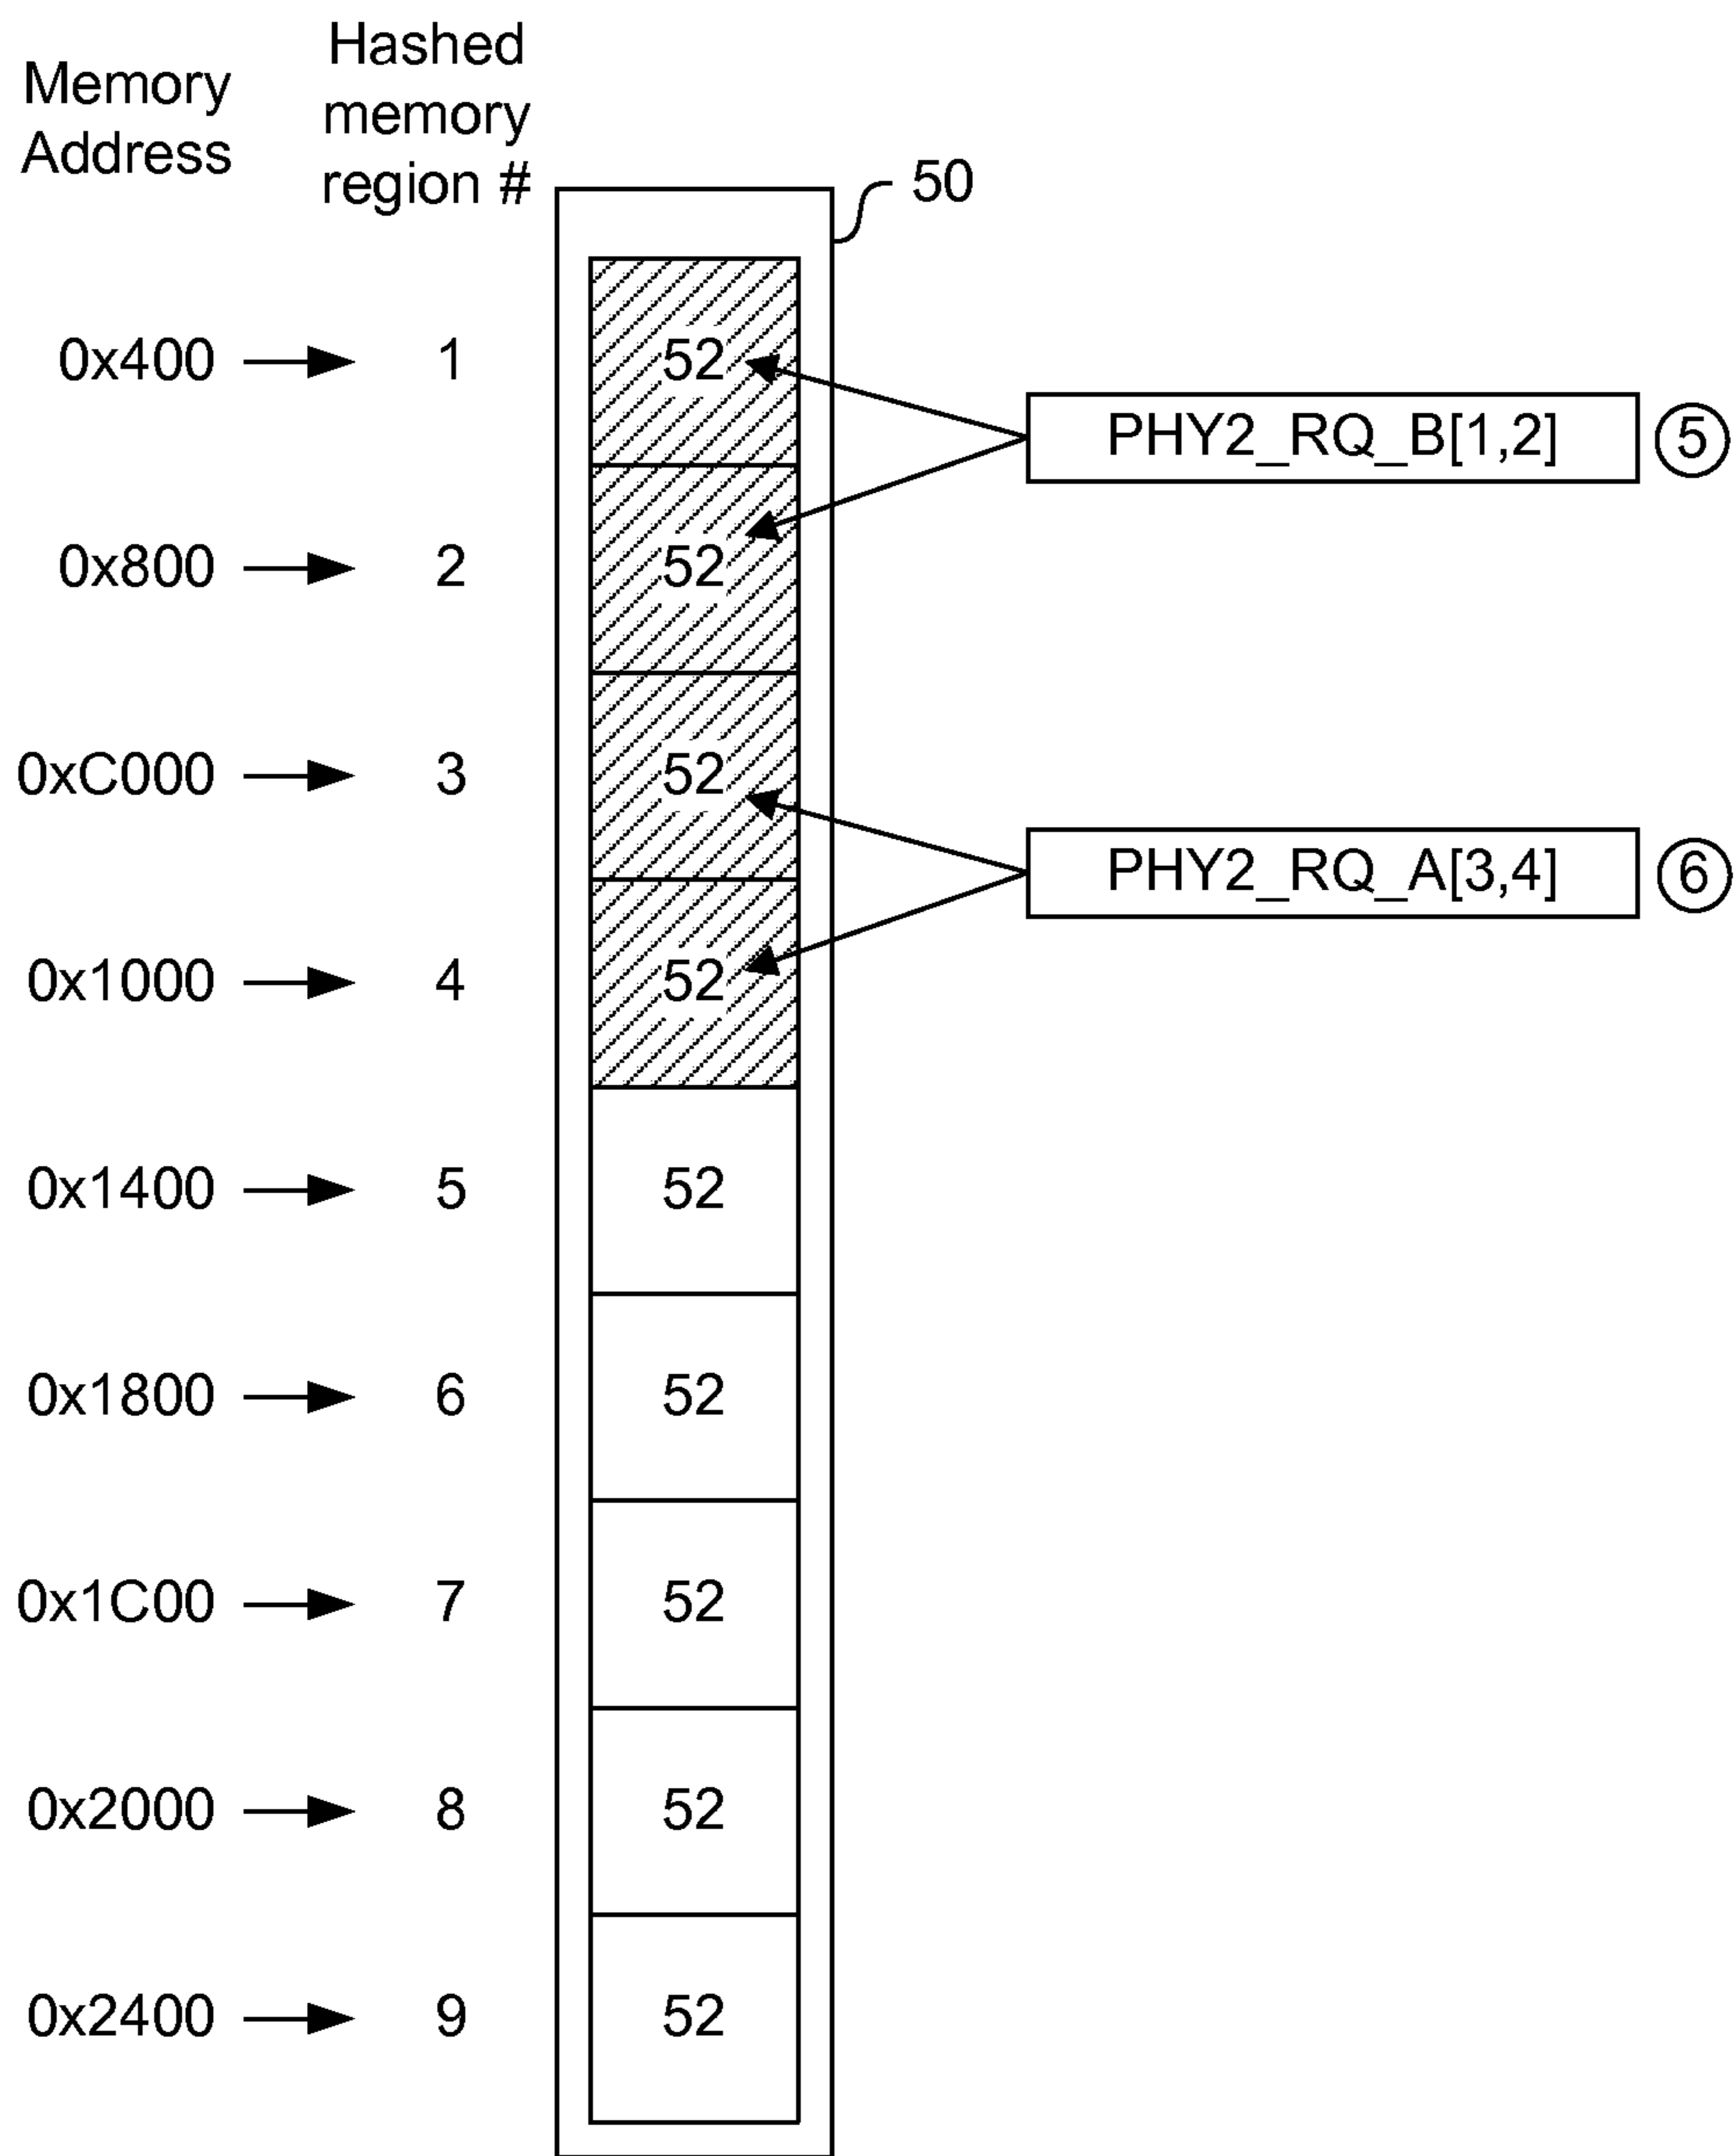 Memory
Address
Hashed
memory
region #
50
0x400 1 52
PHY2_RQ_B[1,2] 5
0x800 2 52
0xC000 3 52
PHY2_RQ_A[3,4] 6
0x1000 4 52
0x1400 5 52
0x1800 6 52
0x1C00 7 52
0x2000 8 52
0x2400 9 52